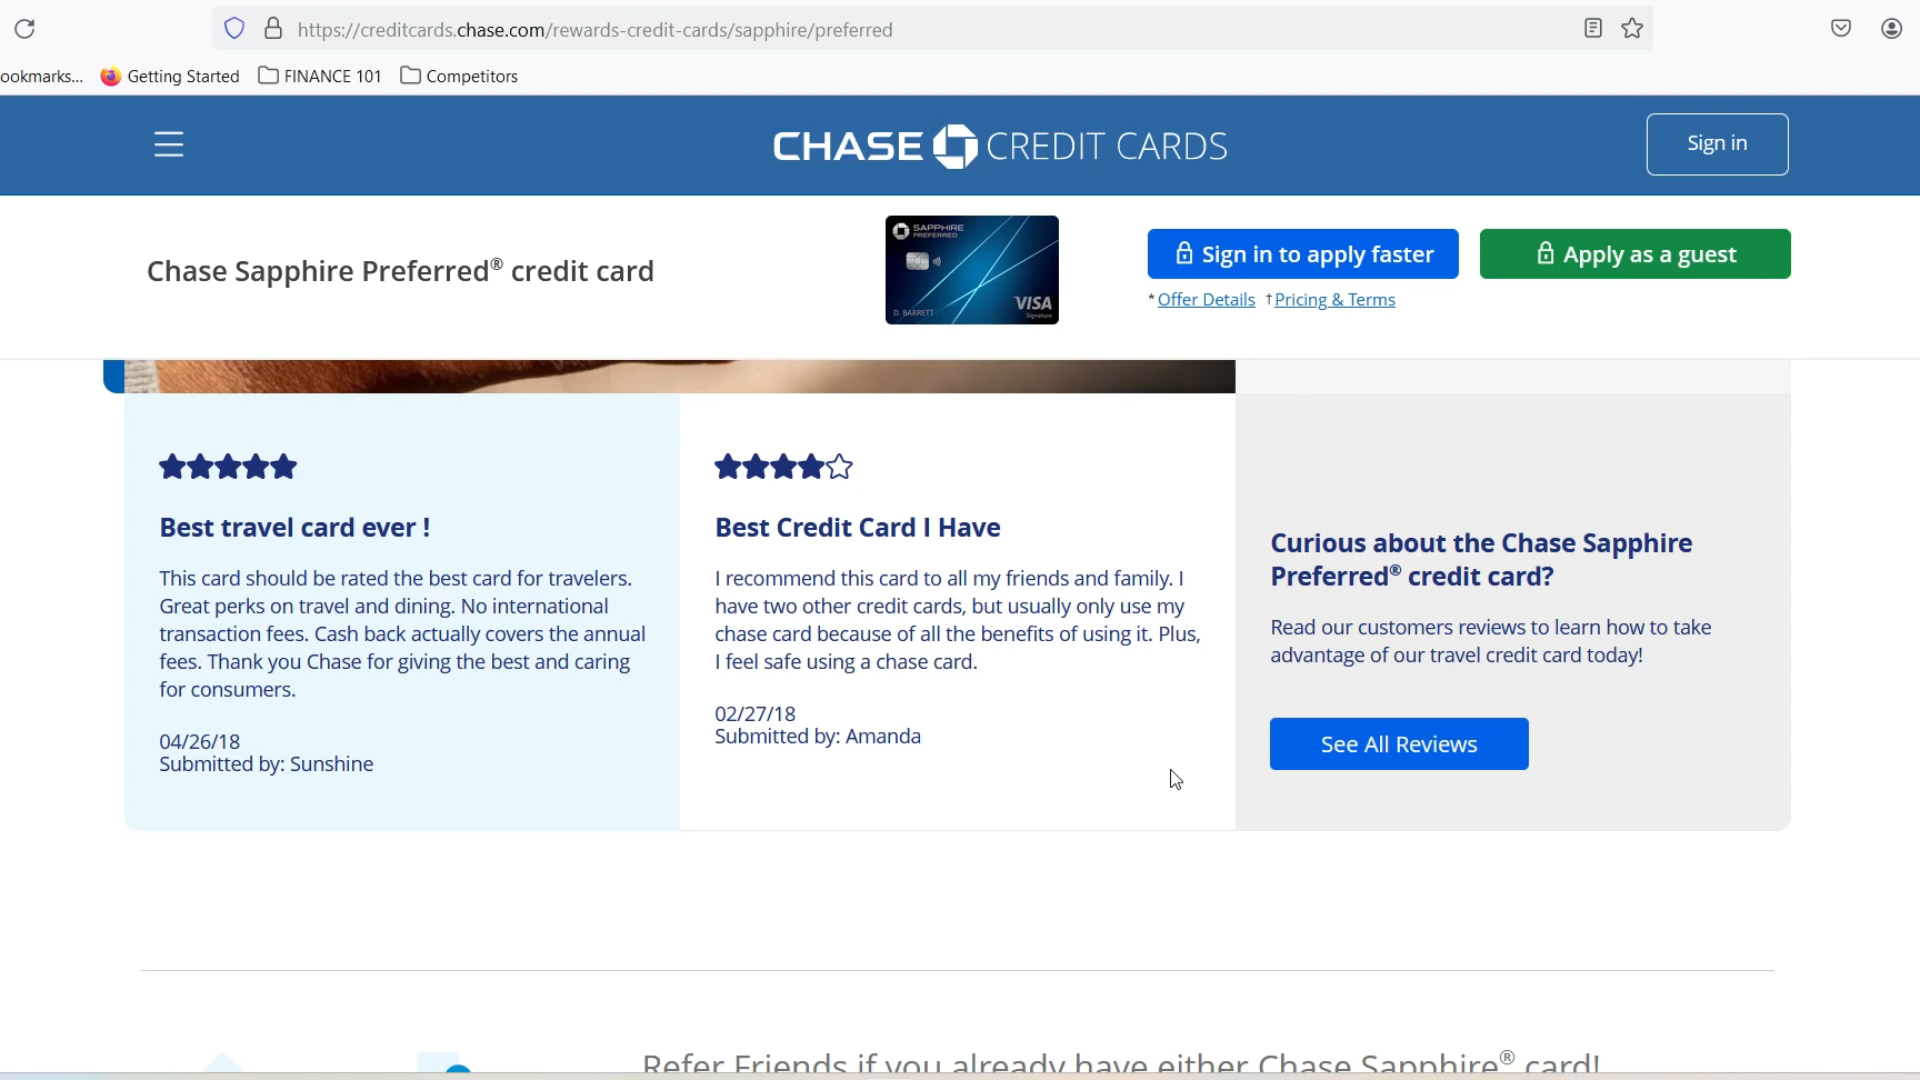 https://creditcards.chase.com/rewards-credit-cards/sapphire/preferred
ookmarks... Getting Started FINANCE 101 Competitors
CHASE CREDIT CARDS
Sign in
Chase Sapphire Preferred® credit card
SAPPHIRE
PREFERRED
VISA
Signature
D. BARRETT
Sign in to apply faster
Apply as a guest
* Offer Details † Pricing & Terms
Best travel card ever !
This card should be rated the best card for travelers.
Great perks on travel and dining. No international
transaction fees. Cash back actually covers the annual
fees. Thank you Chase for giving the best and caring
for consumers.
04/26/18
Submitted by: Sunshine
Best Credit Card I Have
I recommend this card to all my friends and family. I
have two other credit cards, but usually only use my
chase card because of all the benefits of using it. Plus,
I feel safe using a chase card.
02/27/18
Submitted by: Amanda
Curious about the Chase Sapphire
Preferred® credit card?
Read our customers reviews to learn how to take
advantage of our travel credit card today!
See All Reviews
Refer Friends if you already have either Chase Sapphire® card!